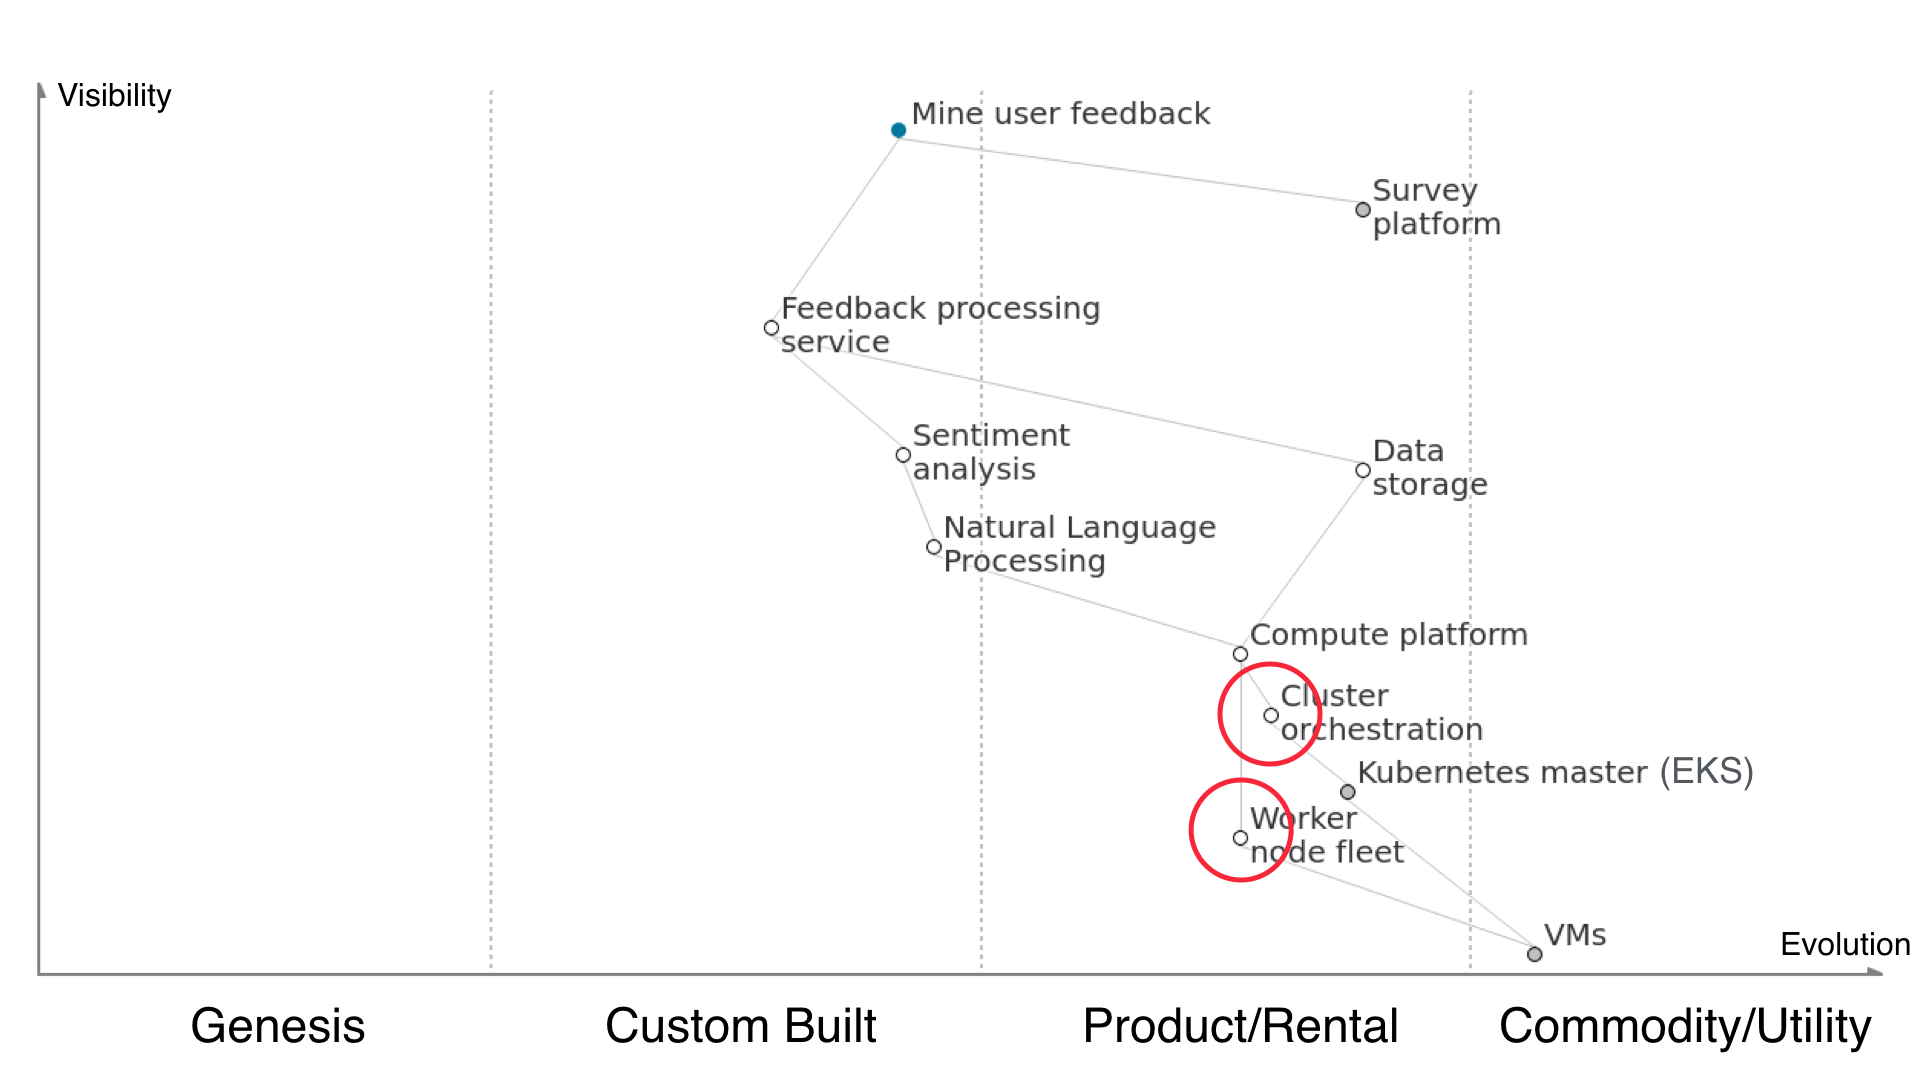 Visibility
Mine user feedback
Survey
platform
Feedback processing
service
Sentiment
analysis
Data
storage
Natural Language
Processing
Compute platform
Cluster
orchestration
Kubernetes master (EKS)
Worker
node fleet
VMs
Evolution
Genesis
Custom Built
Product/Rental
Commodity/Utility